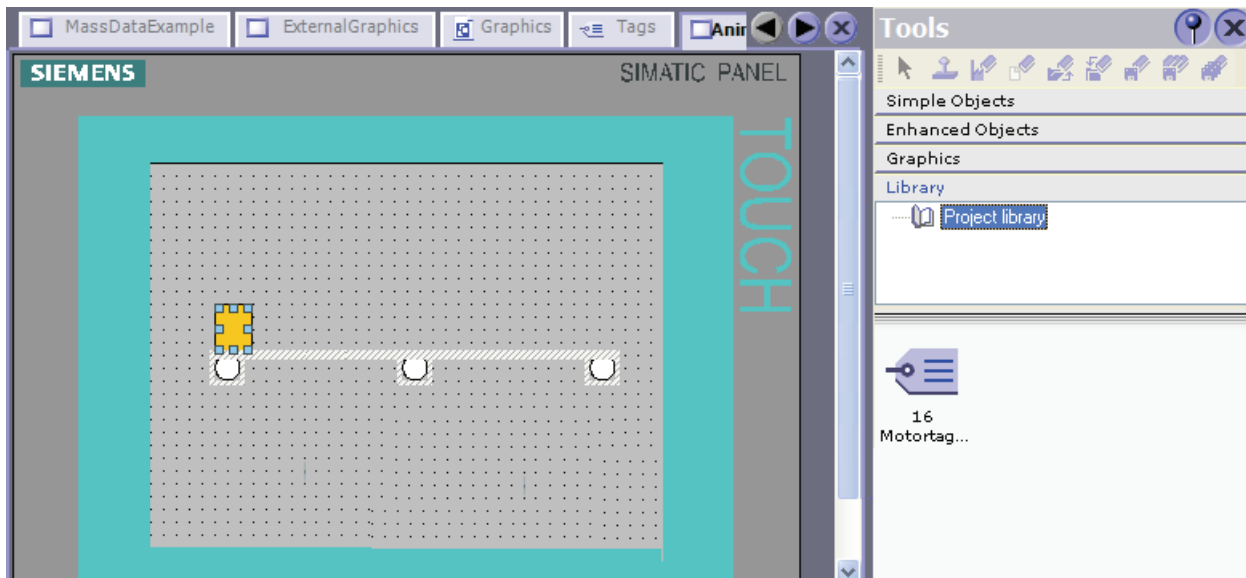 MassDataExample
ExternalGraphics
Graphics
Tags
Anir
Tools
SIEMENS
SIMATIC PANEL
TOUCH
Simple Objects
Enhanced Objects
Graphics
Library
Project library
16
Motortag...